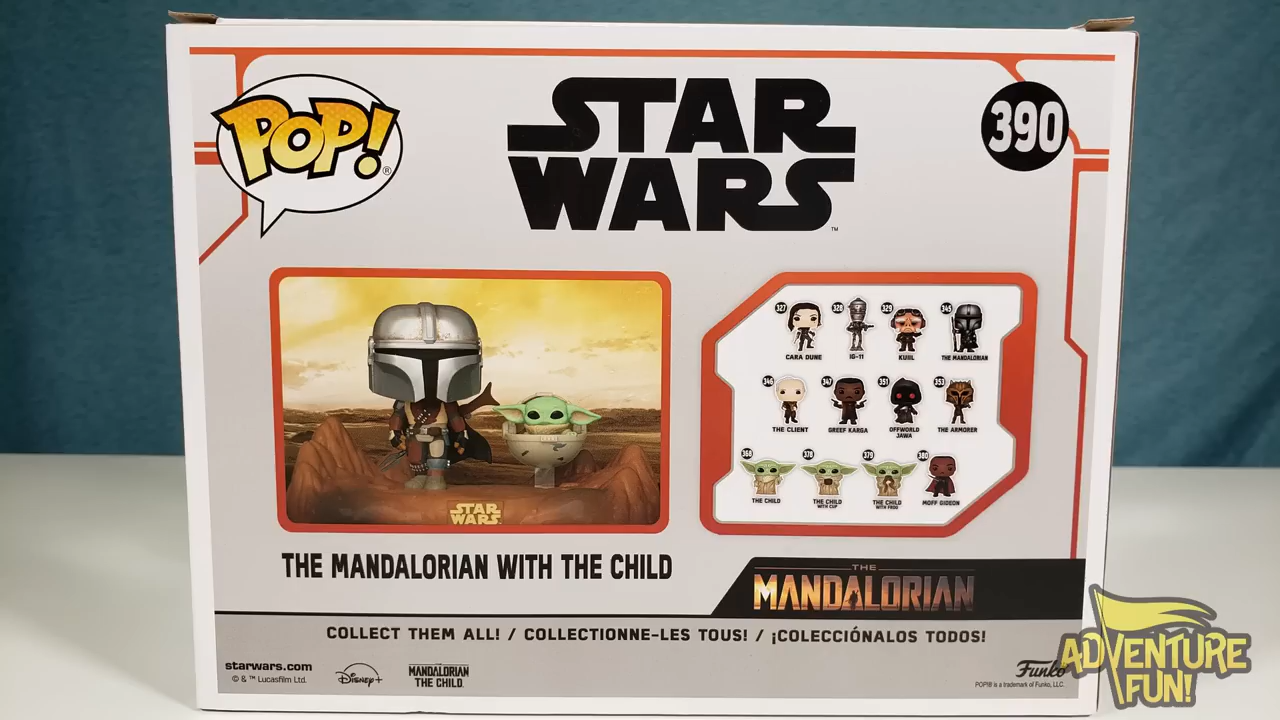 POP!®
STAR
WARS™
390
327
328
329
345
CARA DUNE
IG-11
KUIIL
THE MANDALORIAN
346
347
351
353
THE CLIENT
GREEF KARGA
OFFWORLD
JAWA
THE ARMORER
368
378
379
380
THE CHILD
THE CHILD
WITH CUP
THE CHILD
WITH FROG
MOFF GIDEON
STAR
WARS
THE MANDALORIAN WITH THE CHILD
THE
MANDALORIAN
COLLECT THEM ALL! / COLLECTIONNE-LES TOUS! / ¡COLECCIÓNALOS TODOS!
starwars.com
© & ™ Lucasfilm Ltd.
Disney+
THE
MANDALORIAN
THE CHILD
Funko
POP!® is a trademark of Funko, LLC.
ADVENTURE
FUN!